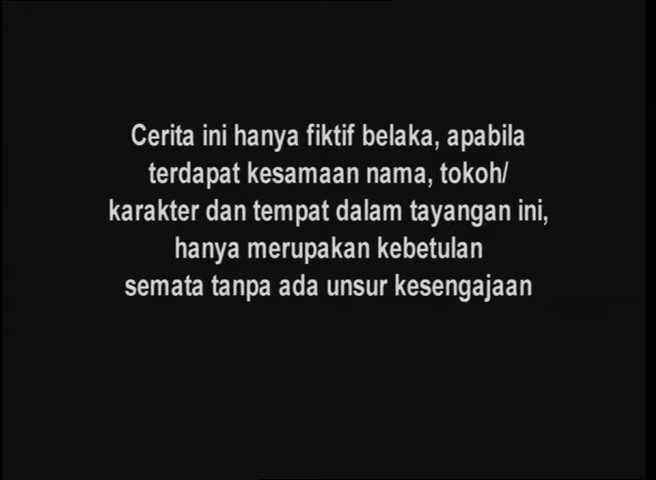 Cerita ini hanya fiktif belaka, apabila
terdapat kesamaan nama, tokoh/
karakter dan tempat dalam tayangan ini,
hanya merupakan kebetulan
semata tanpa ada unsur kesengajaan